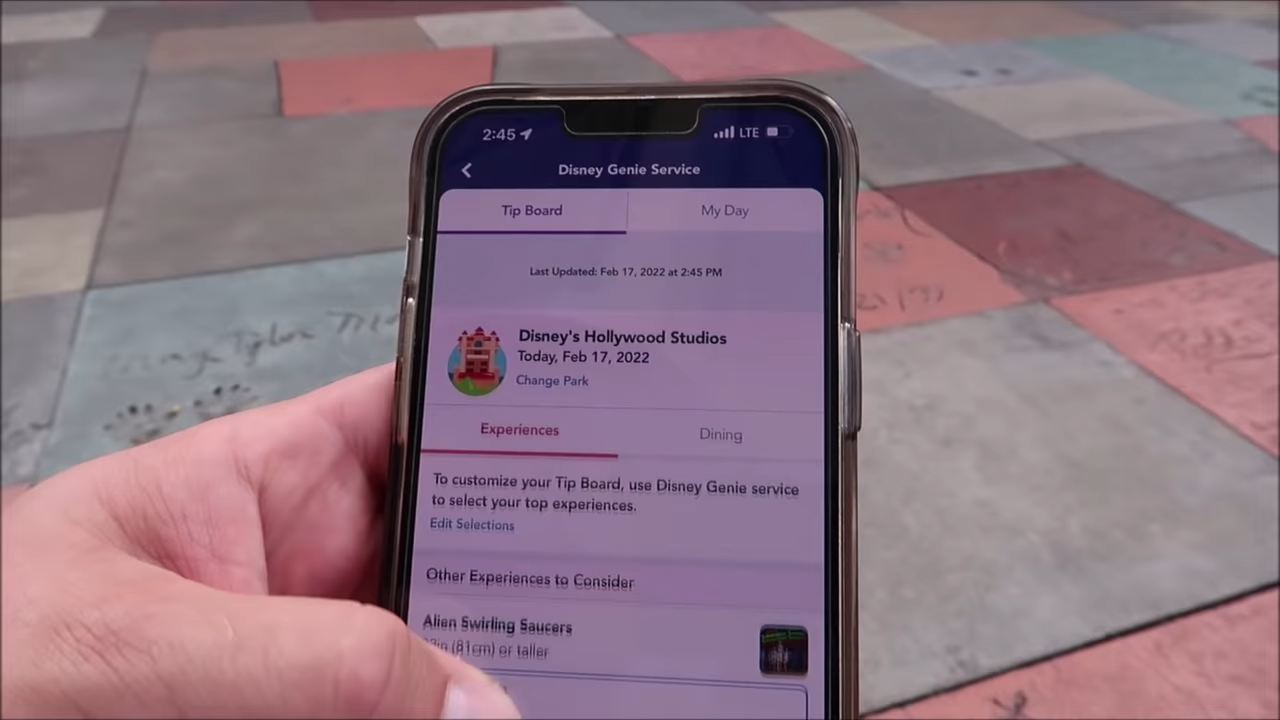 2:45
LTE
Disney Genie Service
Tip Board
My Day
Last Updated: Feb 17, 2022 at 2:45 PM
Disney's Hollywood Studios
Today, Feb 17, 2022
Change Park
Experiences
Dining
To customize your Tip Board, use Disney Genie service
to select your top experiences.
Edit Selections
Other Experiences to Consider
Alien Swirling Saucers
(81cm) or taller